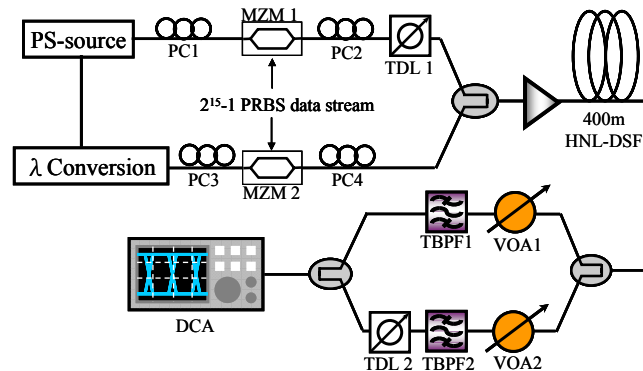 PS-source
PC1
MZM 1
PC2
TDL 1
2¹⁵-1 PRBS data stream
400m
HNL-DSF
λ Conversion
PC3
MZM 2
PC4
TBPF1
VOA1
DCA
TDL 2
TBPF2
VOA2